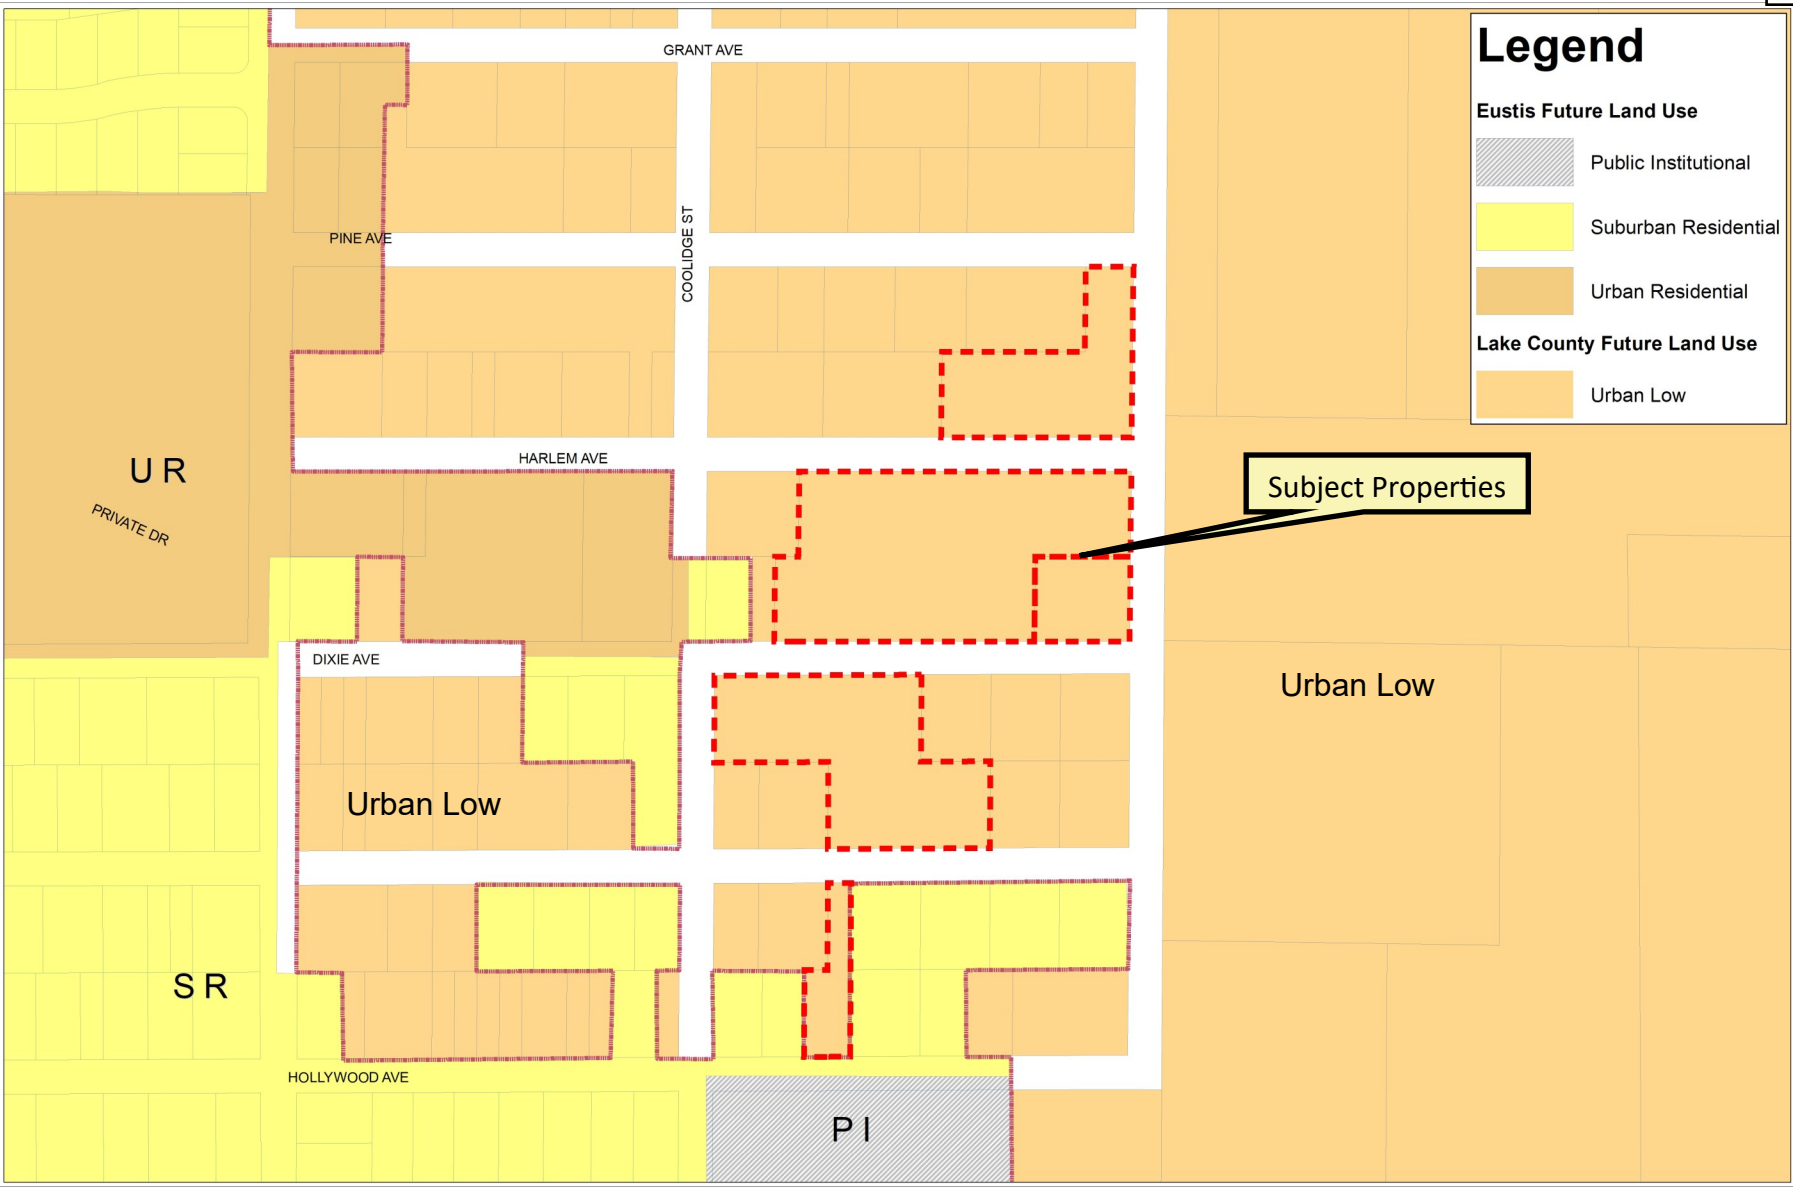 GRANT AVE
Legend
Eustis Future Land Use
Public Institutional
Suburban Residential
Urban Residential
Lake County Future Land Use
Urban Low
PINE AVE
COOLIDGE ST
HARLEM AVE
U R
PRIVATE DR
Subject Properties
DIXIE AVE
Urban Low
Urban Low
S R
HOLLYWOOD AVE
P I